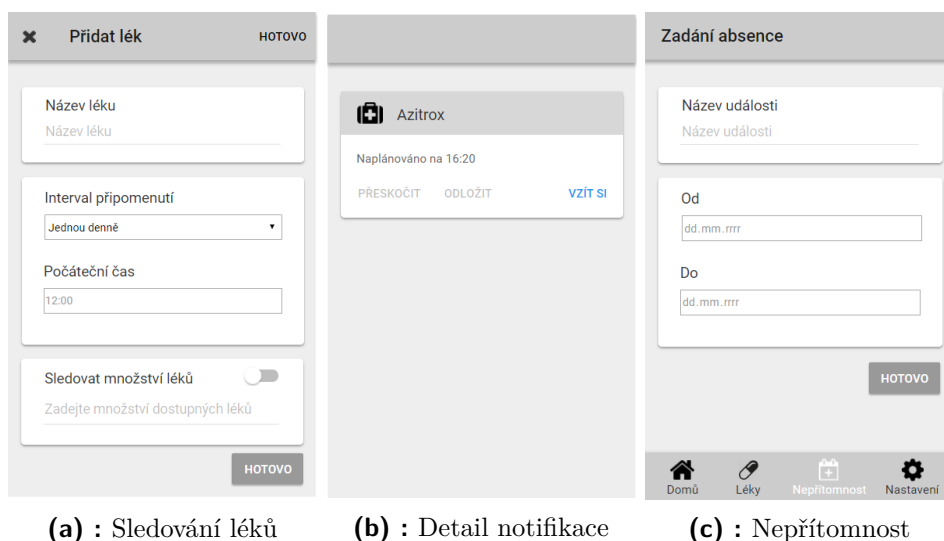 Přidat lék
HOTOVO
Název léku
Název léku
Interval připomenutí
Jednou denně
Počáteční čas
12:00
Sledovat množství léků
Zadejte množství dostupných léků
HOTOVO
(a) : Sledování léků
Azitrox
Naplánováno na 16:20
PŘESKOČIT ODLOŽIT VZÍT SI
(b) : Detail notifikace
Zadání absence
Název události
Název události
Od
dd.mm.rrrr
Do
dd.mm.rrrr
HOTOVO
Domů Léky Nepřítomnost Nastavení
(c) : Nepřítomnost